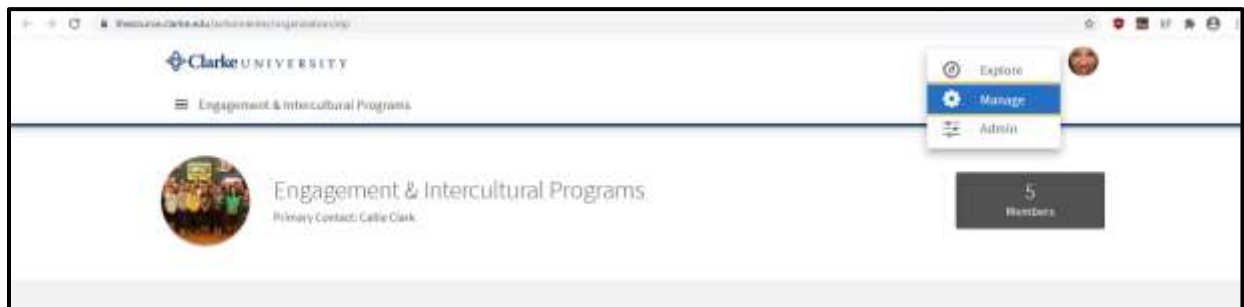 Clarke UNIVERSITY
Explore
Engagement & Intercultural Programs
Manage
Admin
Engagement & Intercultural Programs
Primary Contact: Callie Clark
5
Members